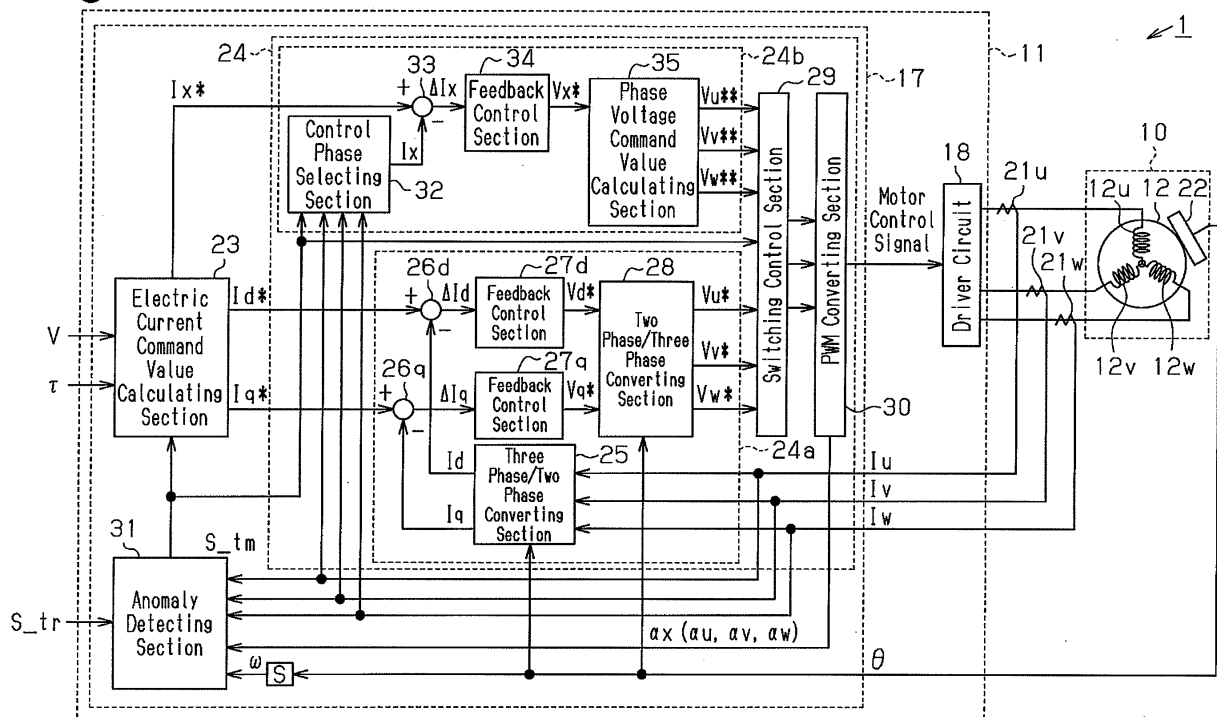 1
24
24b
11
17
33
34
35
29
Ix*
+
ΔIx
−
Feedback
Control
Section
Vx*
Phase
Voltage
Command
Value
Calculating
Section
Vu**
Vv**
Vw**
Control
Phase
Selecting
Section
Ix
32
Switching Control Section
PWM Converting Section
Motor
Control
Signal
18
Driver Circuit
21u
21v
21w
10
12u
12
22
12v
12w
23
Electric
Current
Command
Value
Calculating
Section
V
τ
Id*
Iq*
26d
+
ΔId
−
27d
Feedback
Control
Section
Vd*
28
Two
Phase/Three
Phase
Converting
Section
Vu*
Vv*
Vw*
26q
+
ΔIq
−
27q
Feedback
Control
Section
Vq*
30
24a
Id
Iq
Three
Phase/Two
Phase
Converting
Section
25
Iu
Iv
Iw
31
S_tm
S_tr
Anomaly
Detecting
Section
αx(αu, αv, αw)
ω
S
θ